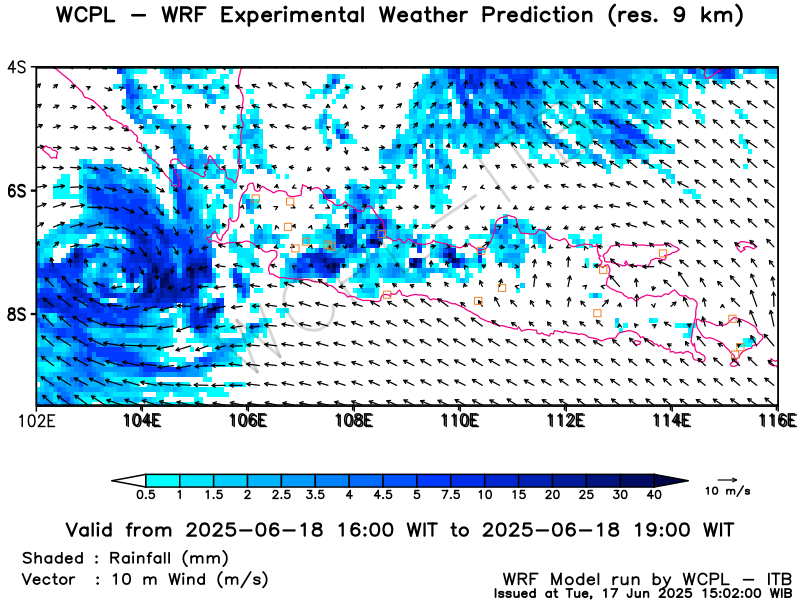 WCPL – WRF Experimental Weather Prediction (res. 9 km)
4S
6S
8S
102E 104E 106E 108E 110E 112E 114E 116E
0.5 1 1.5 2 2.5 3.5 4 4.5 5 7.5 10 15 20 25 30 40
10 m/s
Valid from 2025–06–18 16:00 WIT to 2025–06–18 19:00 WIT
Shaded : Rainfall (mm)
Vector : 10 m Wind (m/s)
WRF Model run by WCPL – ITB
Issued at Tue, 17 Jun 2025 15:02:00 WIB